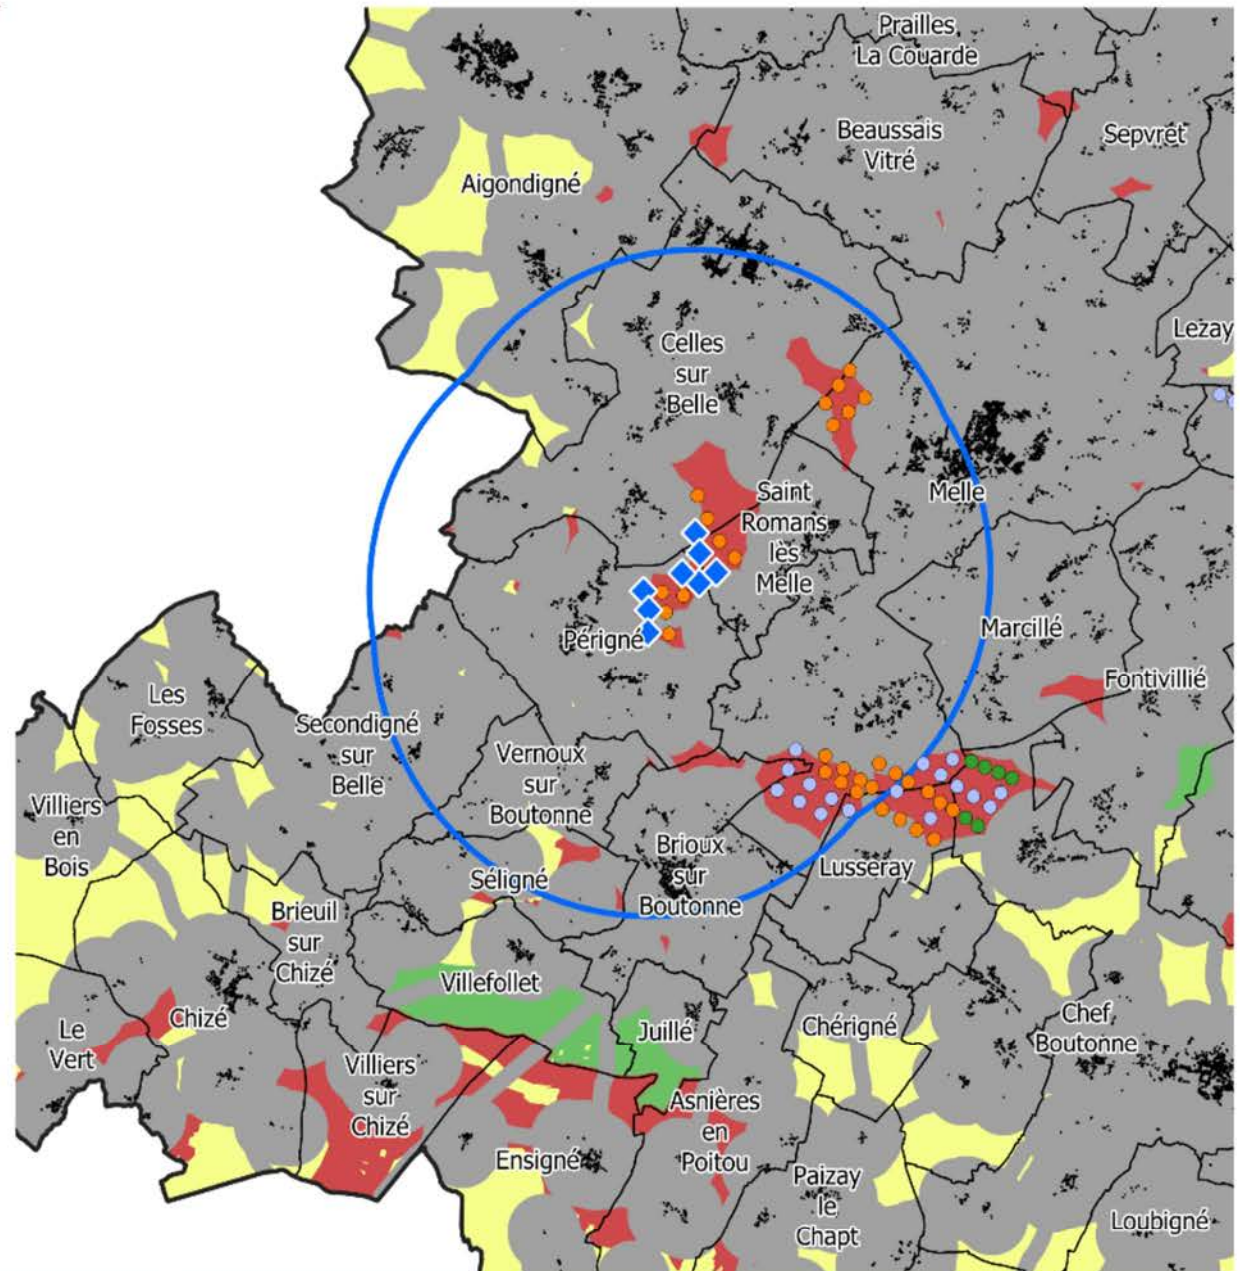 Prailles
La Couarde
Beaussais
Vitré
Sepvret
Aigondigné
Lezay
Celles
sur
Belle
Melle
Saint
Romans
lès
Melle
Marcillé
Périgné
Fontivillié
Les
Fosses
Secondigné
sur
Belle
Vernoux
sur
Boutonne
Villiers
en
Bois
Brioux
sur
Boutonne
Lusseray
Séligné
Brieuil
sur
Chizé
Villefollet
Chizé
Le
Vert
Juillé
Chérigné
Chef
Boutonne
Villiers
sur
Chizé
Asnières
en
Poitou
Ensigné
Paizay
le
Chapt
Loubigné